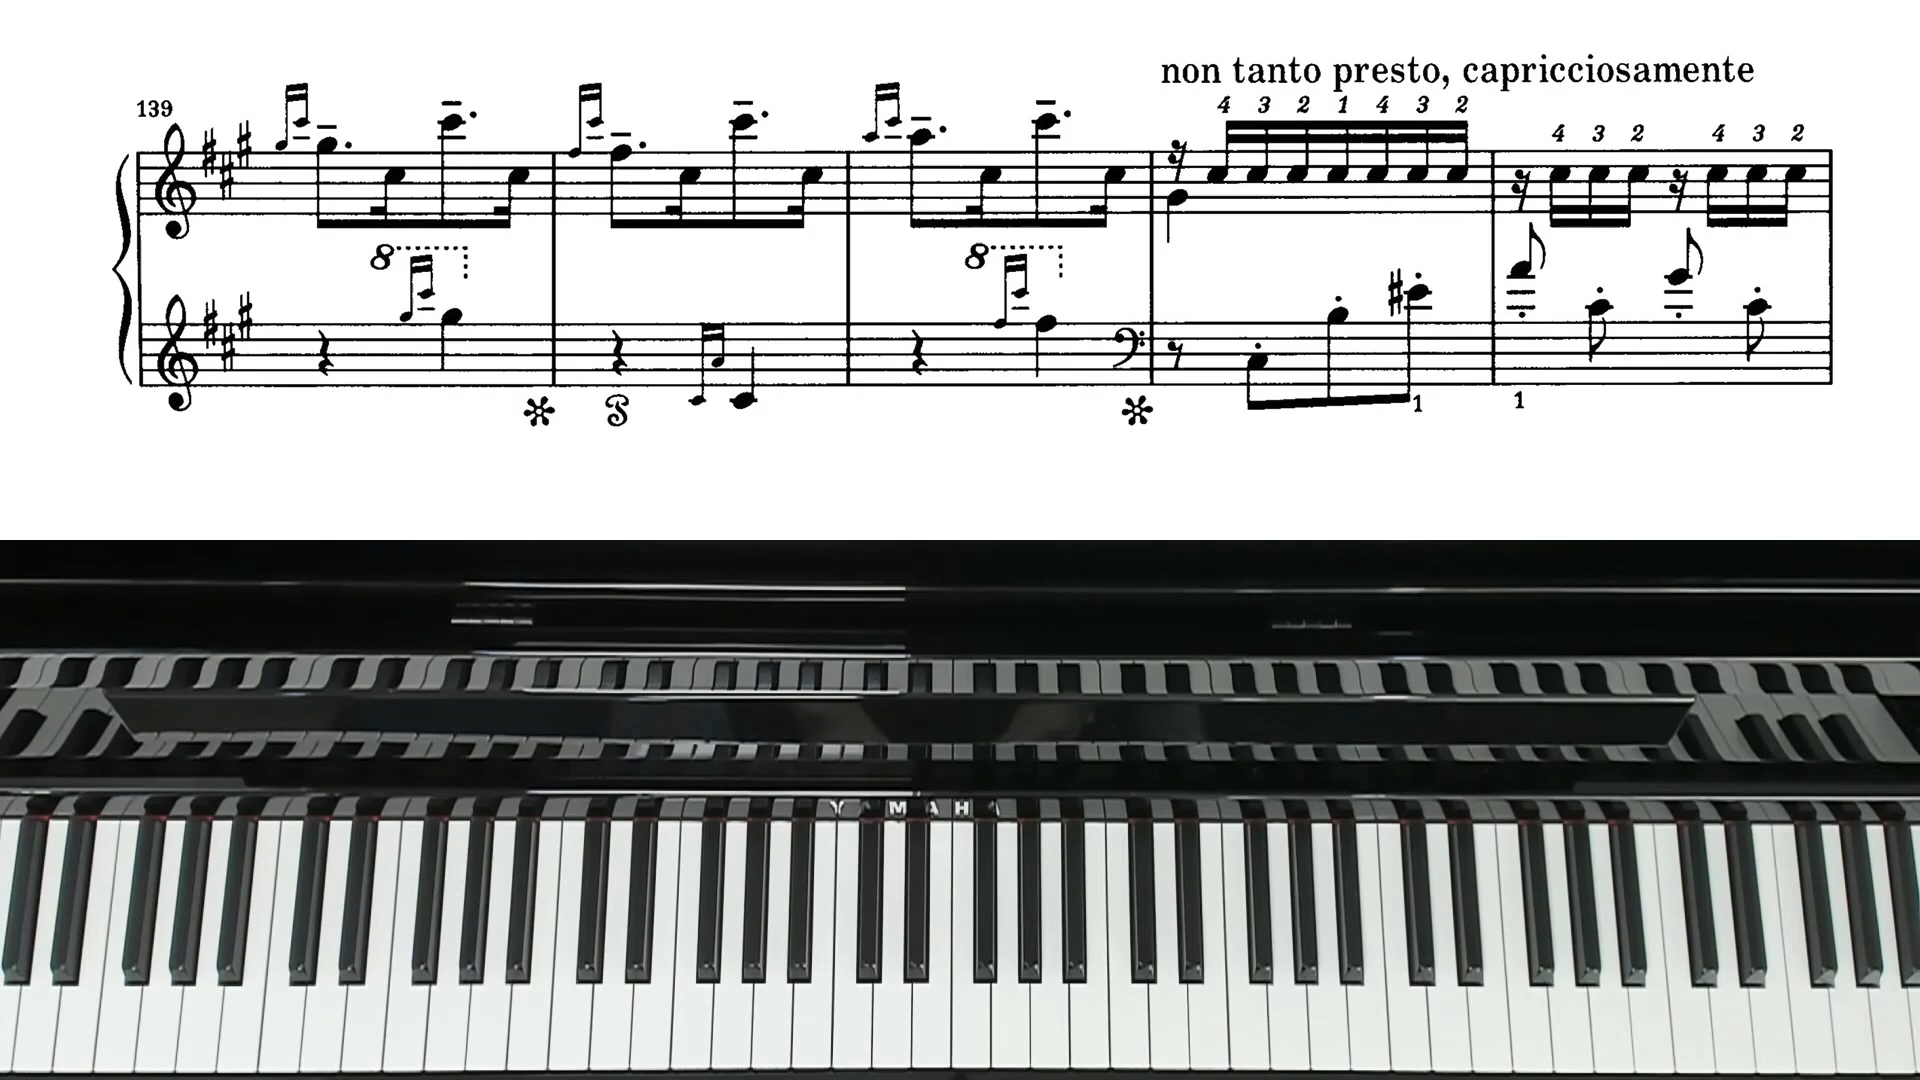 non tanto presto, capricciosamente
139
4 3 2 1 4 3 2
4 3 2 4 3 2
8
8
1
1
YAMAHA